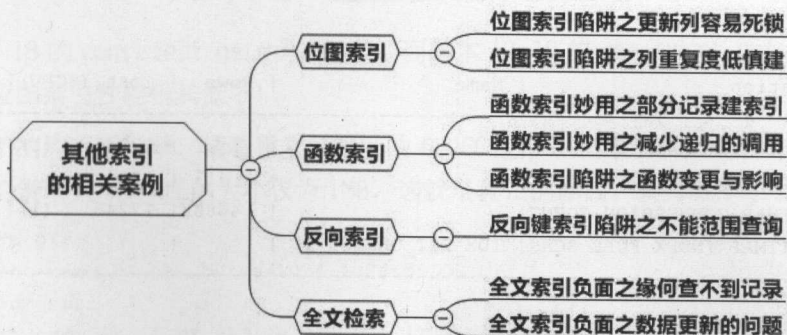 位图索引陷阱之更新列容易死锁
位图索引
位图索引陷阱之列重复度低慎建
函数索引妙用之部分记录建索引
其他索引
的相关案例
函数索引
函数索引妙用之减少递归的调用
函数索引陷阱之函数变更与影响
反向索引
反向键索引陷阱之不能范围查询
全文索引负面之缘何查不到记录
全文检索
全文索引负面之数据更新的问题